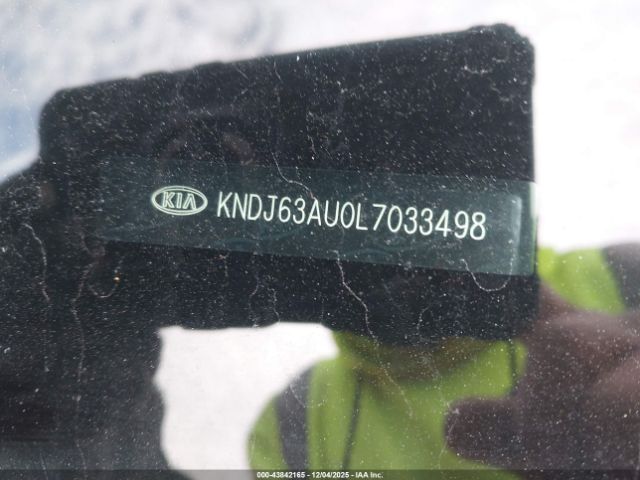 KIA KNDJ63AU0L7033498
000-43842165 - 12/04/2025 - IAA Inc.